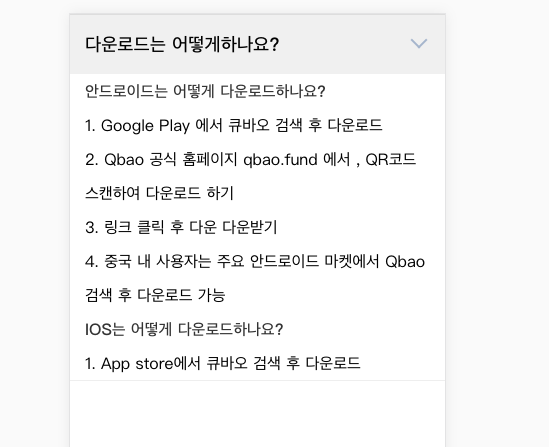 다운로드는 어떻게하나요?
안드로이드는 어떻게 다운로드하나요?
1. Google Play 에서 큐바오 검색 후 다운로드
2. Qbao 공식 홈페이지 qbao.fund 에서 , QR코드
스캔하여 다운로드 하기
3. 링크 클릭 후 다운 다운받기
4. 중국 내 사용자는 주요 안드로이드 마켓에서 Qbao
검색 후 다운로드 가능
IOS는 어떻게 다운로드하나요?
1. App store에서 큐바오 검색 후 다운로드